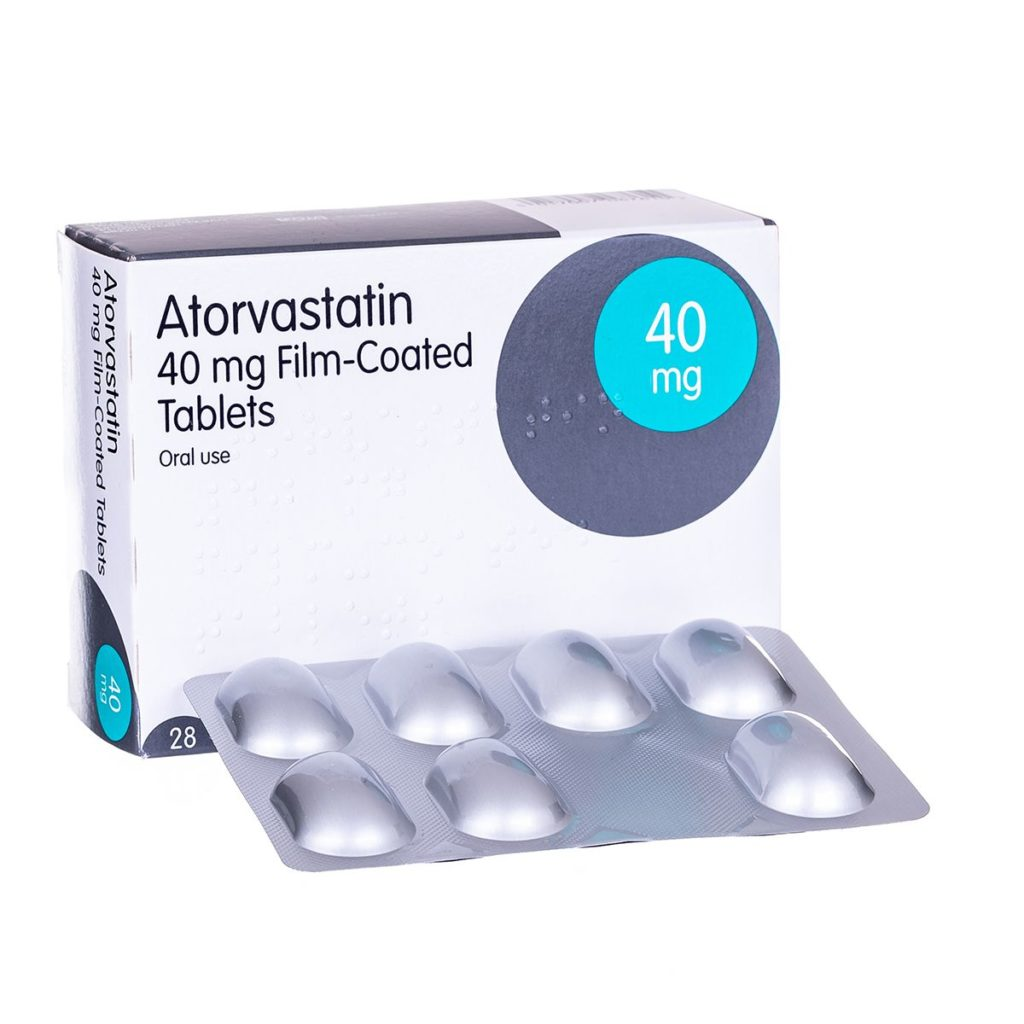 Atorvastatin
40 mg Film-Coated
Tablets
Oral use
40
mg
28
Atorvastatin
40 mg Film-Coated Tablets
40
mg